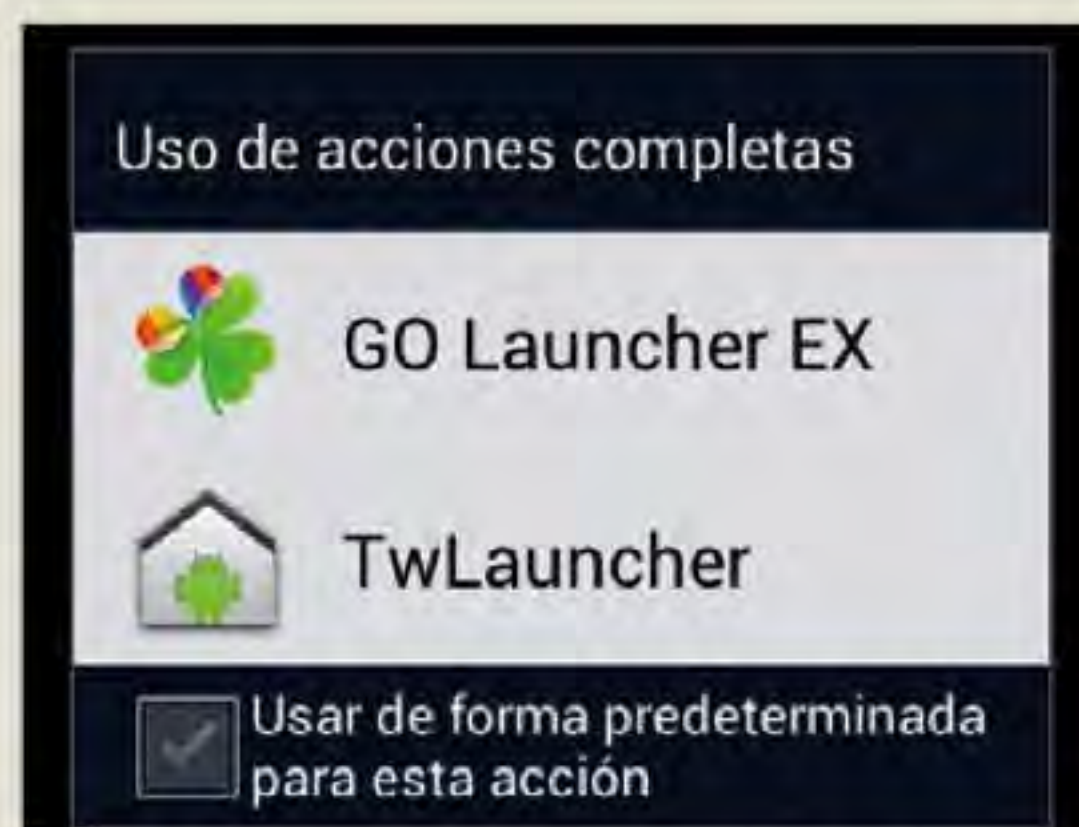 Uso de acciones completas
GO Launcher EX
TwLauncher
Usar de forma predeterminada
para esta acción